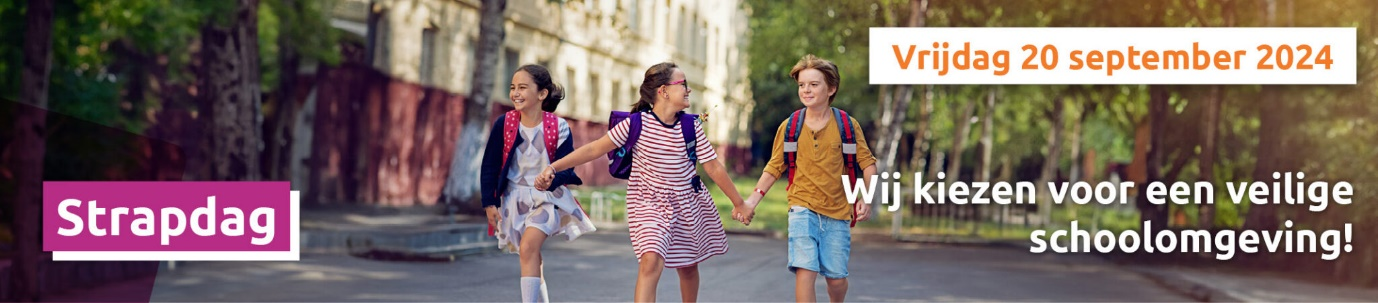 Strapdag
Vrijdag 20 september 2024
Wij kiezen voor een veilige
schoolomgeving!